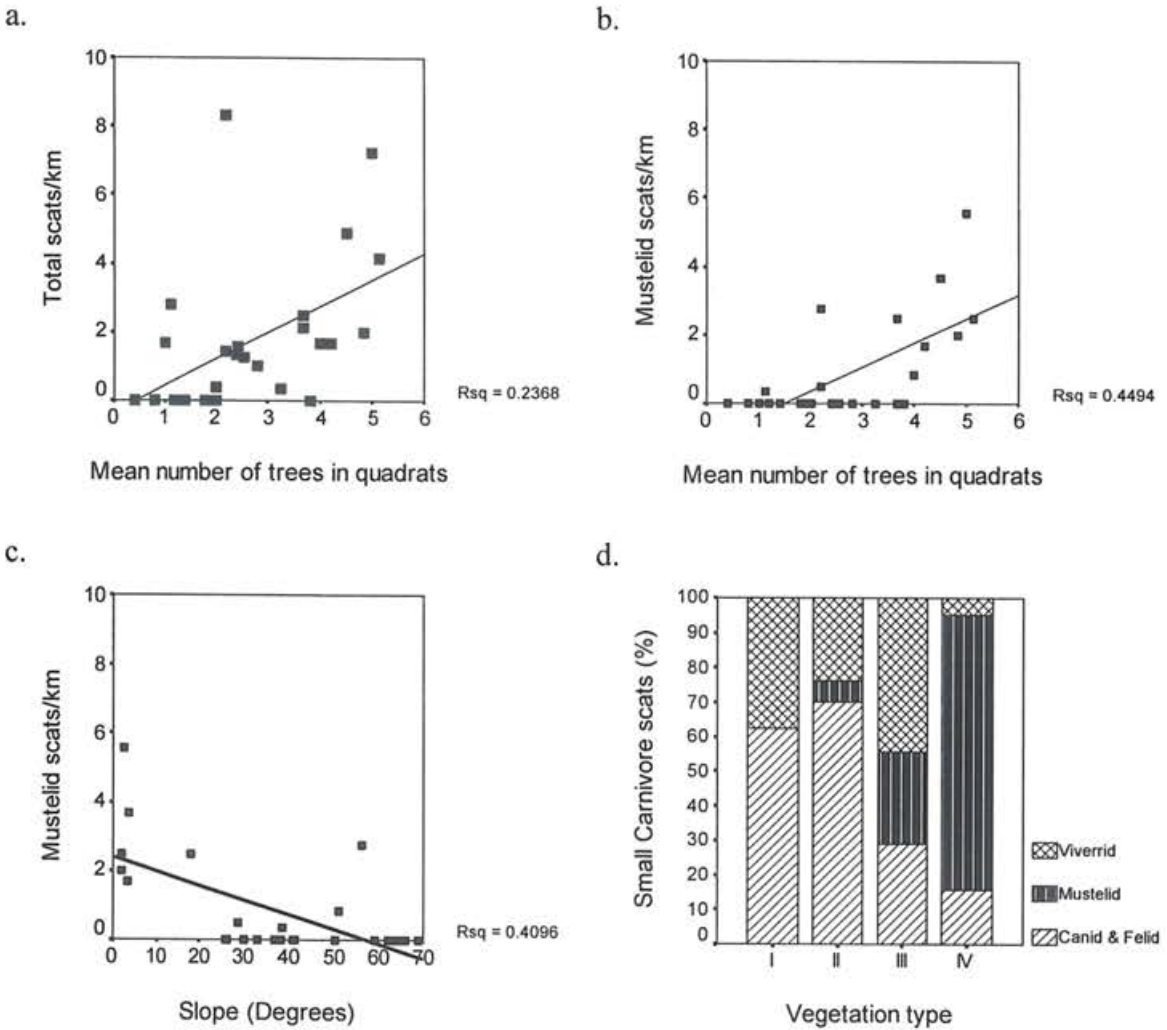 a.
10
8
6
4
2
0
0 1 2 3 4 5 6
Total scats/km
Mean number of trees in quadrats
Rsq = 0.2368
b.
10
8
6
4
2
0
0 1 2 3 4 5 6
Mustelid scats/km
Mean number of trees in quadrats
Rsq = 0.4494
c.
10
8
6
4
2
0
0 10 20 30 40 50 60 70
Mustelid scats/km
Slope (Degrees)
Rsq = 0.4096
d.
100
90
80
70
60
50
40
30
20
10
0
I II III IV
Small Carnivore scats (%)
Vegetation type
Viverrid
Mustelid
Canid & Felid